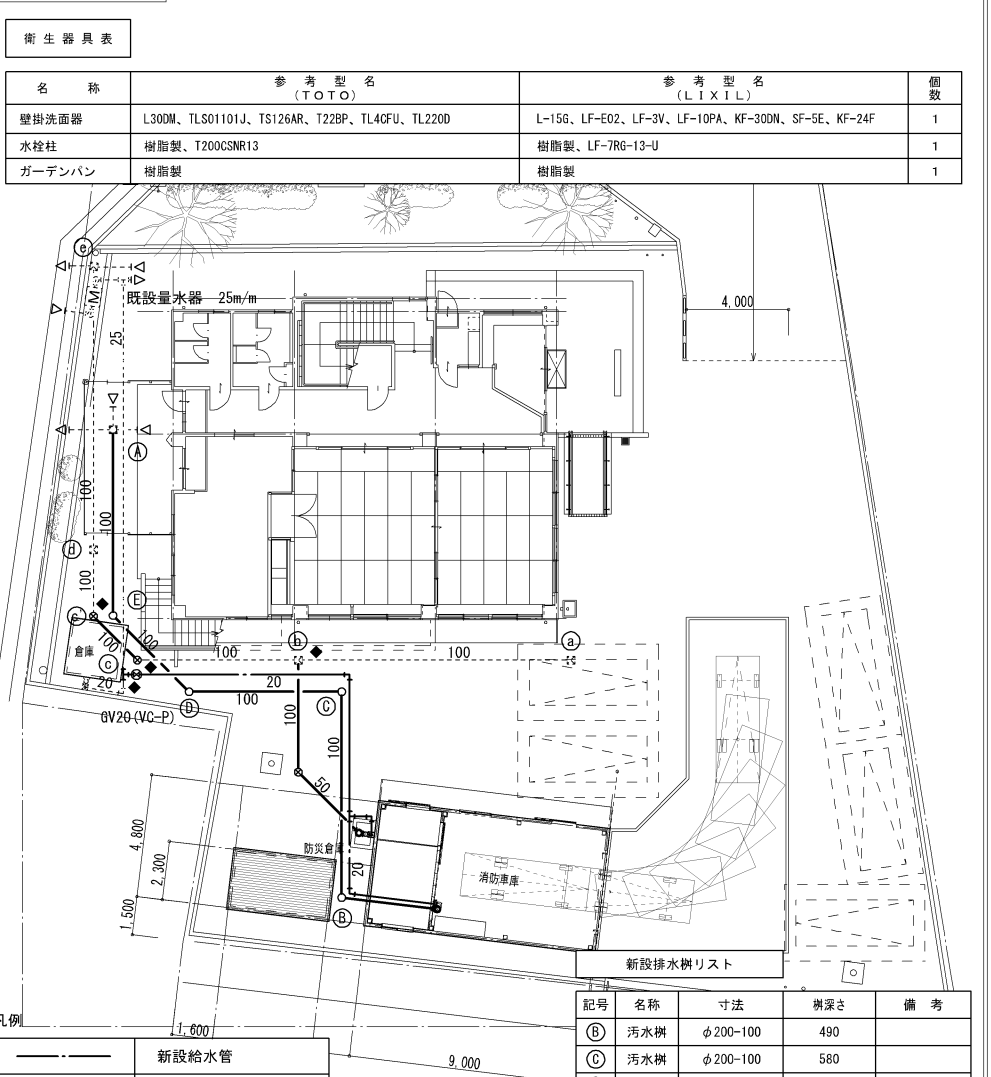 衛生器具表
名 称 参考型名 (TOTO) 参考型名 (LIXIL) 個数
壁掛洗面器 L30DM、TLS01101J、TS126AR、T22BP、TL4CFU、TL220D L-15G、LF-E02、LF-3V、LF-10PA、KF-30DN、SF-5E、KF-24F 1
水栓柱 樹脂製、T200CSNR13 樹脂製、LF-7RG-13-U 1
ガーデンパン 樹脂製 樹脂製 1
e
M
既設量水器 25m/m
4,000
25
A
100
100
d
100
E
倉庫
100
100
c
20
GV20(VC-P)
D
100
b
100
a
20
100
C
100
100
50
4,800
2,300
1,500
防災倉庫
20
消防車庫
B
新設排水桝リスト
記号 名称 寸法 桝深さ 備 考
B 汚水桝 φ200-100 490
C 汚水桝 φ200-100 580
凡例
新設給水管
1,600
9,000